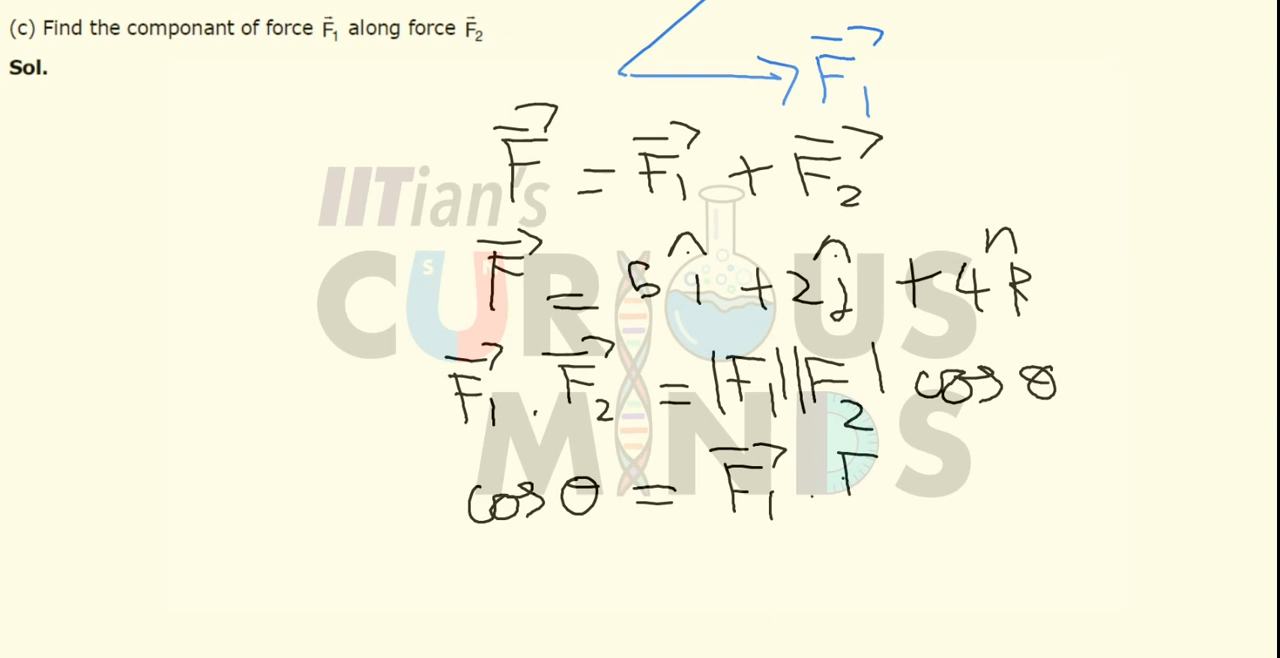 (c) Find the componant of force F⃗₁ along force F⃗₂
Sol.
F⃗₁
F⃗ = F⃗₁ + F⃗₂
IITian's
F⃗ = 5î + 2ĵ + 4k̂
CURIOUS
S N
F⃗₁ . F⃗₂ = |F₁||F₂| cos θ
MINDS
cos θ = F⃗₁ . F